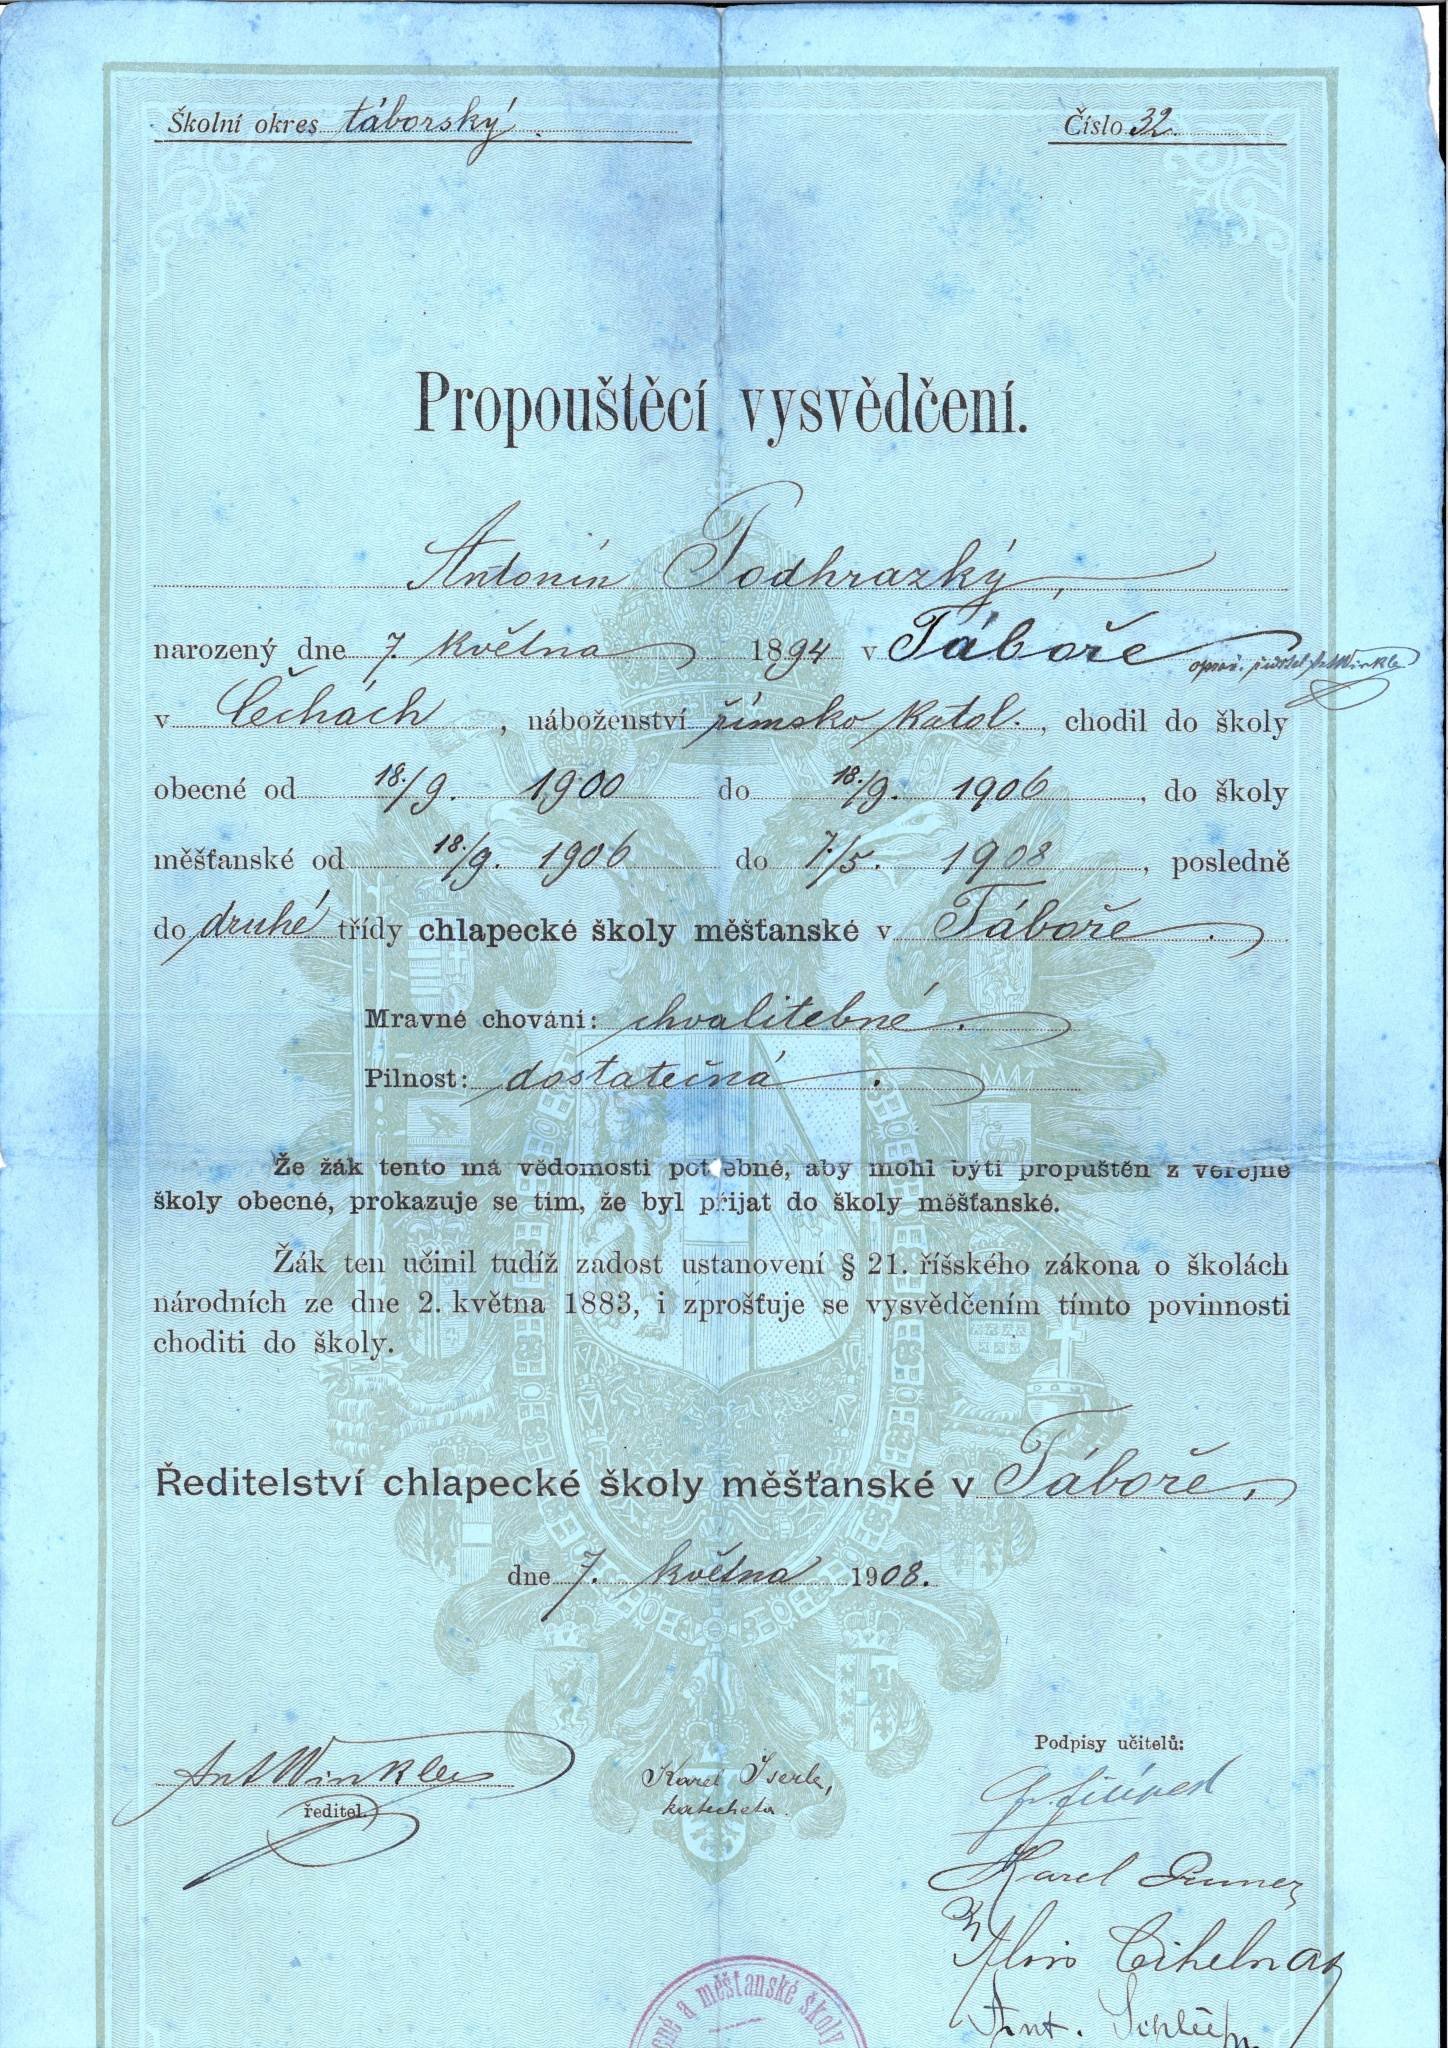 Školní okres táborský.
Číslo 32.
Propouštěcí vysvědčení.
Antonín Podhrazký,
narozený dne 7. května 1894 v Táboře
oprav. ředitel AntWinkler
v Čechách, náboženství římsko katol., chodil do školy
obecné od 18./9. 1900 do 18./9. 1906, do školy
měšťanské od 18./9. 1906 do 7./5. 1908, posledně
do druhé třídy chlapecké školy měšťanské v Táboře.
Mravné chování: chvalitebné.
Pilnost: dostatečná.
Že žák tento má vědomosti potřebné, aby mohl býti propuštěn z veřejné
školy obecné, prokazuje se tím, že byl přijat do školy měšťanské.
Žák ten učinil tudíž zadost ustanovení § 21. říšského zákona o školách
národních ze dne 2. května 1883, i zprošťuje se vysvědčením tímto povinnosti
choditi do školy.
Ředitelství chlapecké školy měšťanské v Táboře,
dne 7. května 1908.
AntWinkler
ředitel.
Karel Iserle,
katecheta.
Podpisy učitelů:
Karel
Alois Cihelna
Ant.
a měšťanské školy